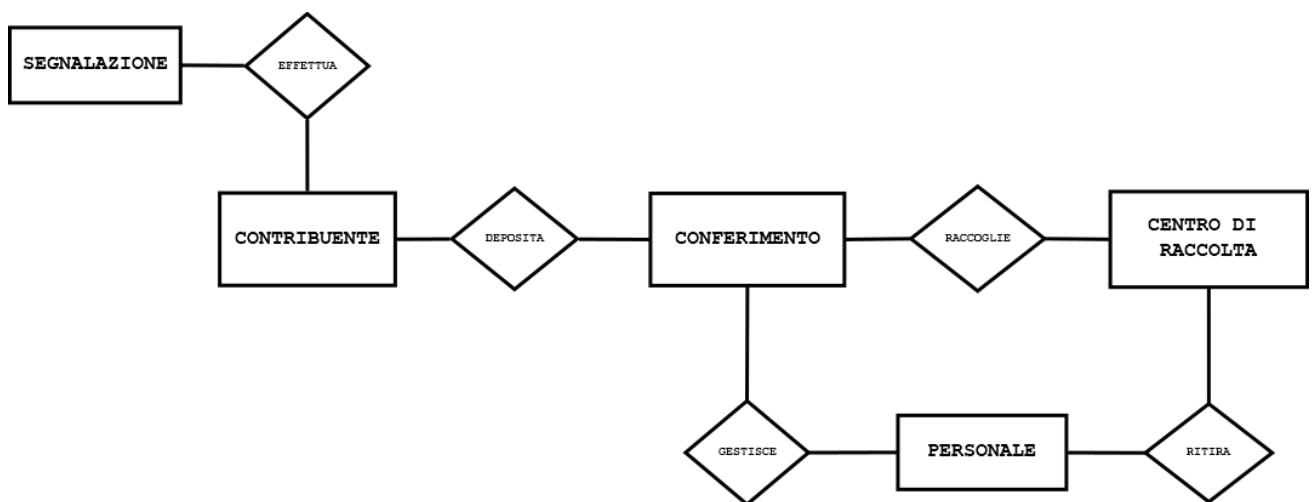 SEGNALAZIONE
EFFETTUA
CONTRIBUENTE
DEPOSITA
CONFERIMENTO
RACCOGLIE
CENTRO DI
RACCOLTA
GESTISCE
PERSONALE
RITIRA